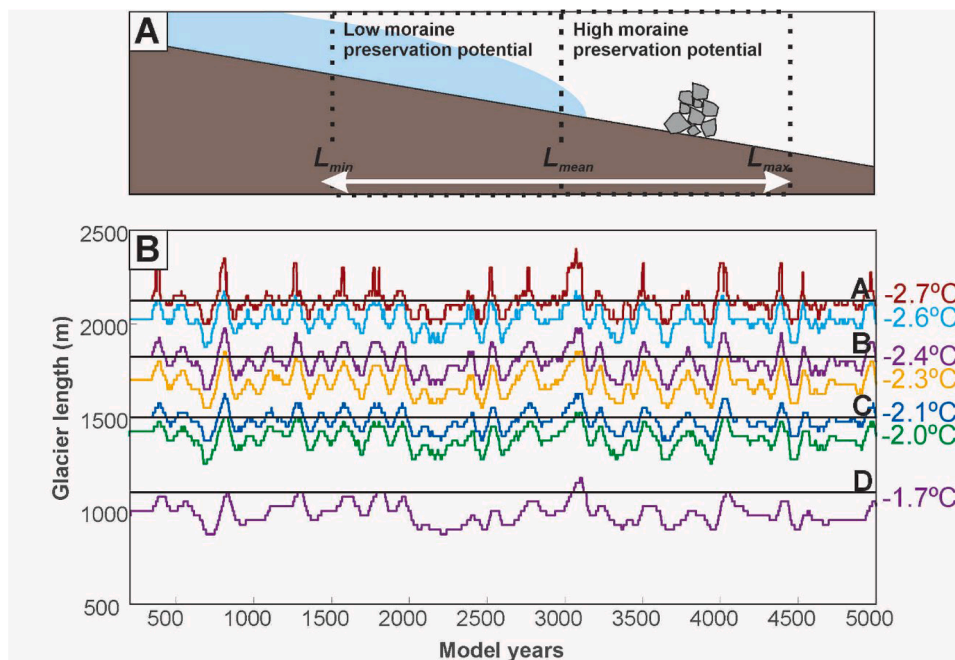 A
Low moraine
preservation potential
High moraine
preservation potential
Lmin
Lmean
Lmax
B
Glacier length (m)
2500
2000
1500
1000
500
A
-2.7ºC
-2.6ºC
B
-2.4ºC
-2.3ºC
C
-2.1ºC
-2.0ºC
D
-1.7ºC
500 1000 1500 2000 2500 3000 3500 4000 4500 5000
Model years